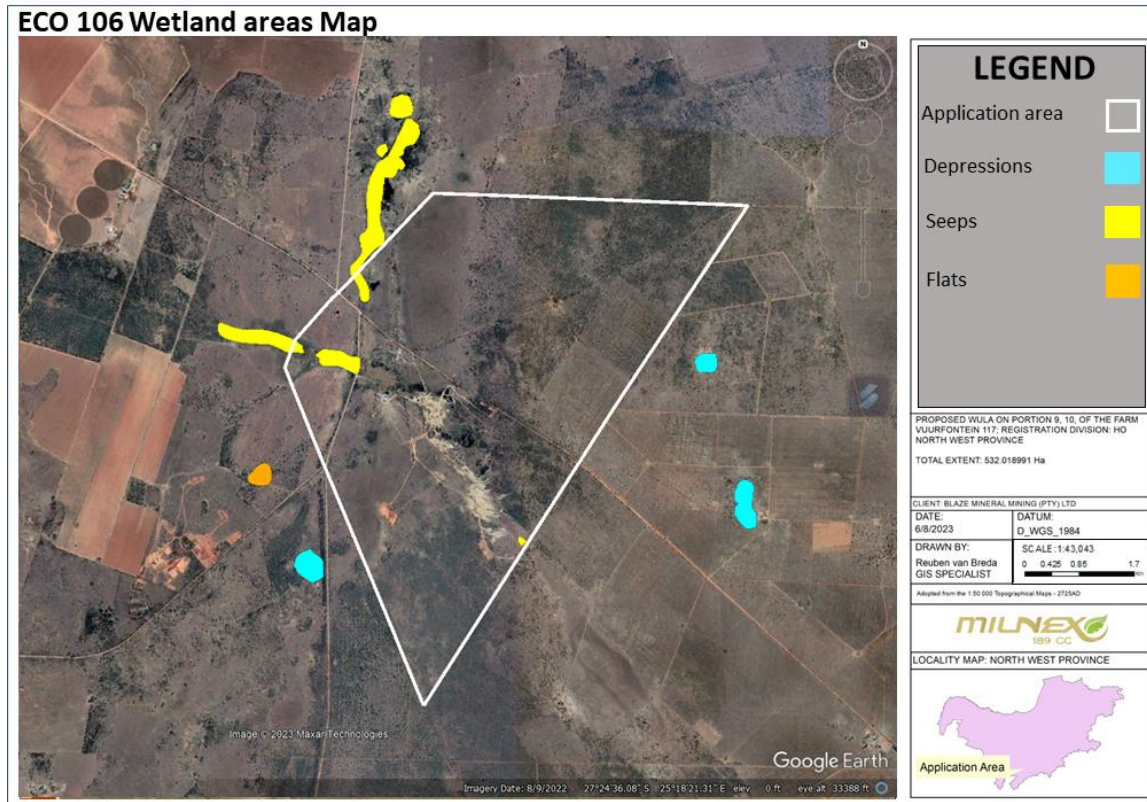 ECO 106 Wetland areas Map
N
Image © 2023 Maxar Technologies
Google Earth
Imagery Date: 8/9/2022 27°24'36.08" S 25°18'21.31" E elev 0 ft eye alt 33388 ft
LEGEND
Application area
Depressions
Seeps
Flats
PROPOSED WULA ON PORTION 9, 10, OF THE FARM
VUURFONTEIN 117; REGISTRATION DIVISION: HO
NORTH WEST PROVINCE
TOTAL EXTENT: 532.018991 Ha
CLIENT: BLAZE MINERAL MINING (PTY) LTD
DATE:
6/8/2023
DATUM:
D_WGS_1984
DRAWN BY:
Reuben van Breda
GIS SPECIALIST
SCALE :1:43,043
0 0.425 0.85 1.7
Km
Adopted from the 1:50 000 Topographical Maps - 2725AD
MILNEX
189 CC
LOCALITY MAP: NORTH WEST PROVINCE
Application Area